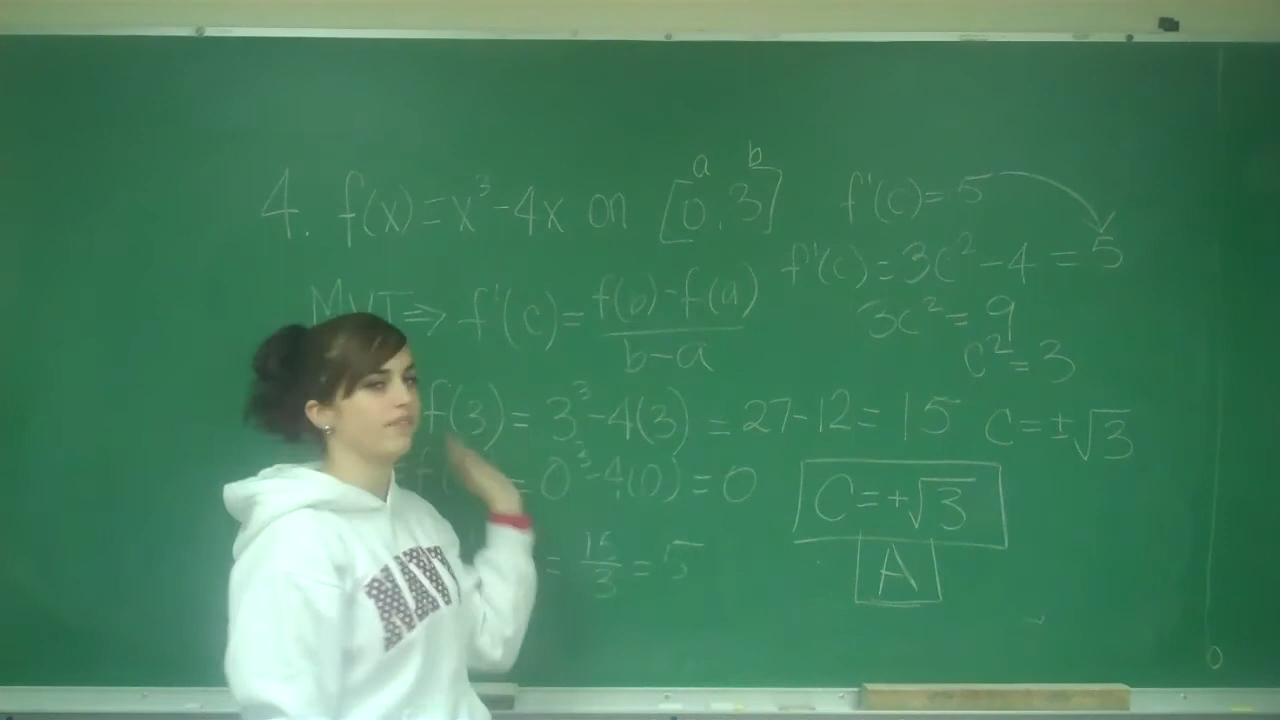 a b
4. f(x)=x³-4x on [0,3]
MVT ⇒ f'(c)= f(b)-f(a) / b-a
f(3) = 3³-4(3) = 27-12= 15
= 0³-4(0) = 0
= 15/3 = 5
f'(c)=5
f'(c)=3c²-4 =5
3c²=9
c²=3
C=±√3
C=+√3
A
NAVY